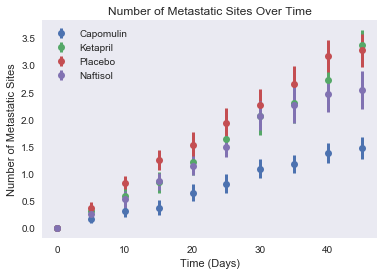 Number of Metastatic Sites Over Time
Capomulin
Ketapril
Placebo
Naftisol
Number of Metastatic Sites
3.5
3.0
2.5
2.0
1.5
1.0
0.5
0.0
0
10
20
30
40
Time (Days)